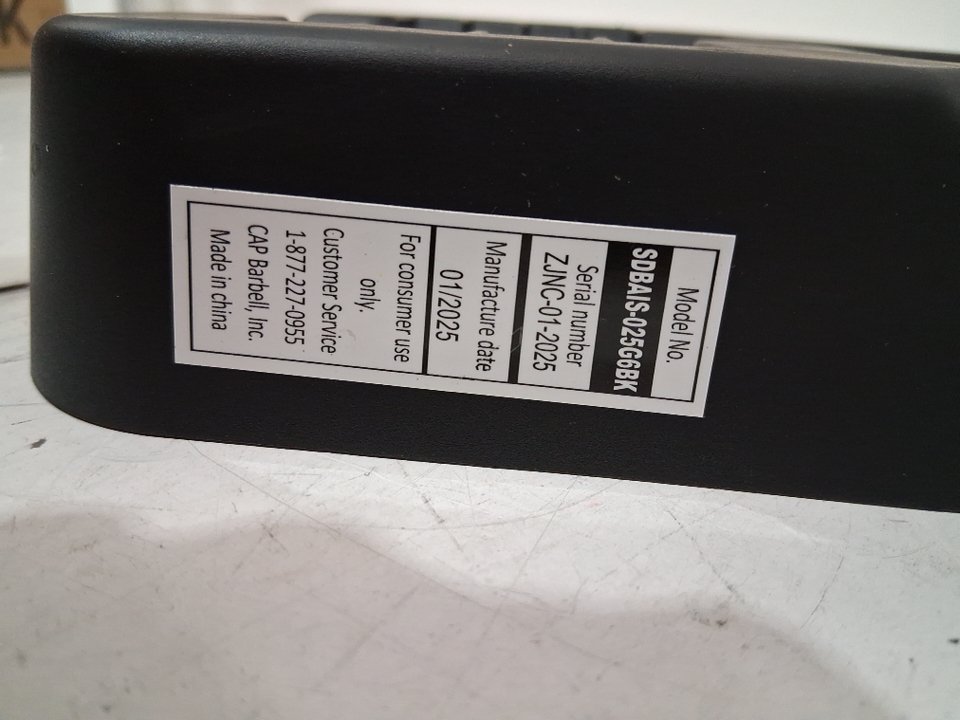 Model No.
SDBAIS-025G6BK
Serial number
ZJNC-01-2025
Manufacture date
01/2025
For consumer use
only.
Customer Service
1-877-227-0955
CAP Barbell, Inc.
Made in china